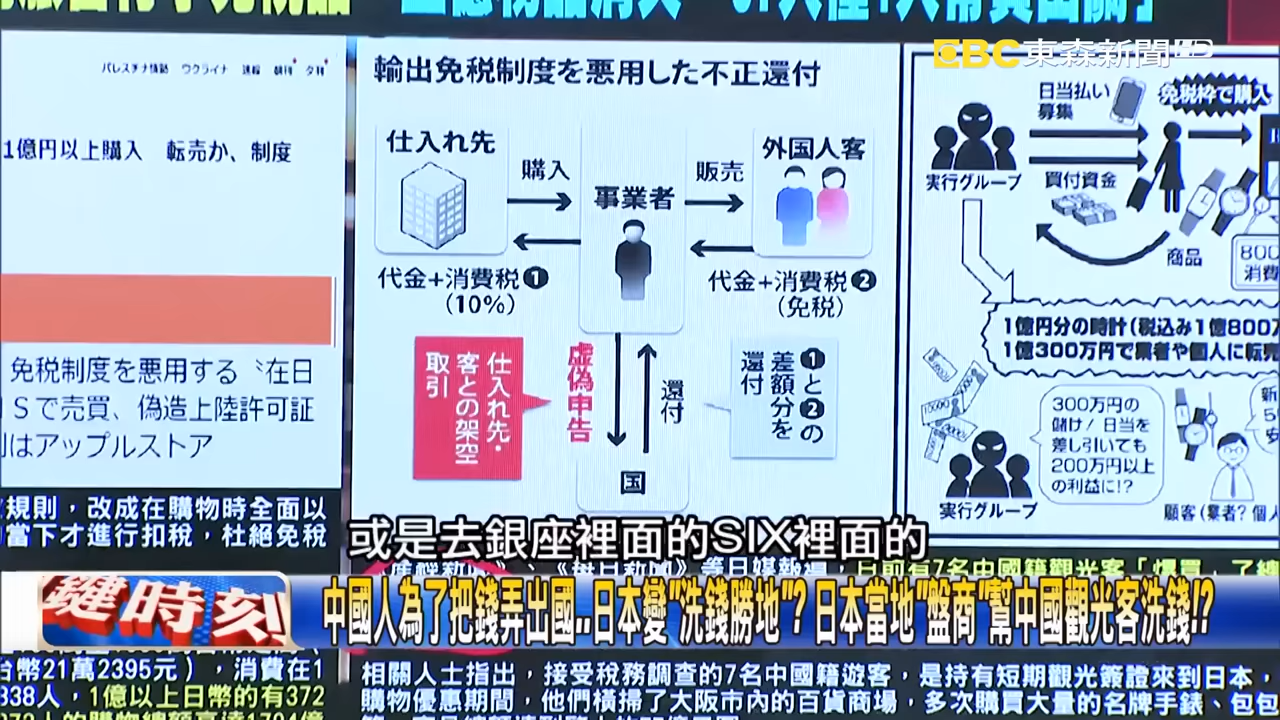 EBC 東森新聞 HD
パレスチナ情勢 ウクライナ 速報 朝刊 夕刊
1億円以上購入 転売か、制度
免税制度を悪用する〝在日
Sで売買、偽造上陸許可証
はアップルストア
規則，改成在購物時全面以
當下才進行扣稅，杜絕免稅
輸出免税制度を悪用した不正還付
仕入れ先
購入
事業者
販売
外国人客
代金+消費税❶
(10%)
代金+消費税❷
(免税)
仕入れ先・
客との架空
取引
虚偽申告
還付
❶と❷の
差額分を
還付
国
日当払い
募集
免税枠で購入
実行グループ
買付資金
商品
800
消費
1億円分の時計(税込み1億800万
1億300万円で業者や個人に転売
300万円の
儲け！日当を
差し引いても
200万円以上
の利益に!?
実行グループ
顧客(業者？個人
或是去銀座裡面的SIX裡面的
鍵時刻
中國人為了把錢弄出國..日本變"洗錢勝地"？日本當地"盤商"幫中國觀光客洗錢!?
台幣21萬2395元），消費在1
838人，1億以上日幣的有372
相關人士指出，接受稅務調查的7名中國籍遊客，是持有短期觀光簽證來到日本，
購物優惠期間，他們橫掃了大阪市內的百貨商場，多次購買大量的名牌手錶、包包